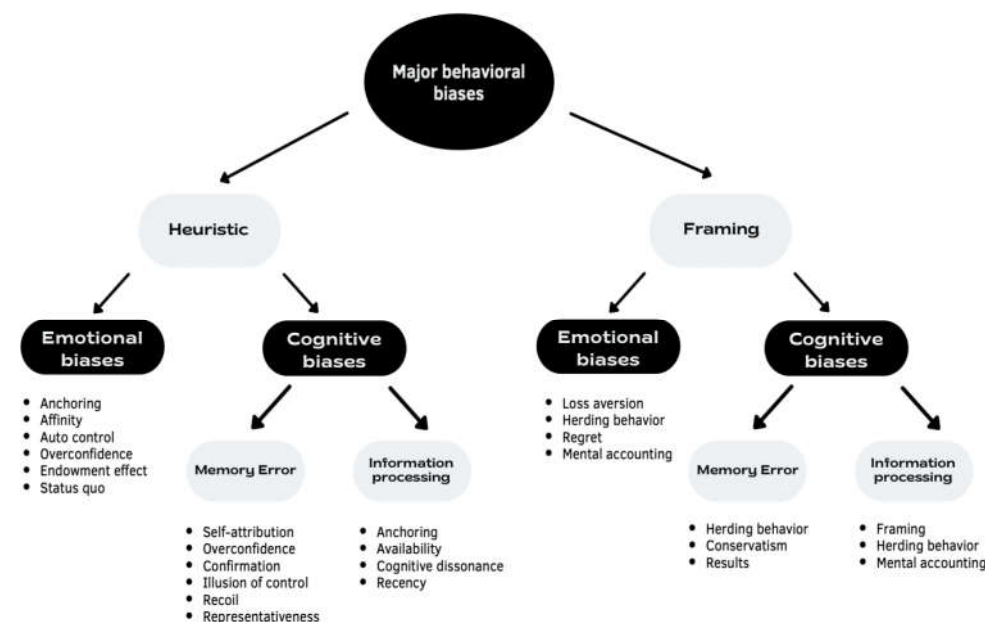 Major behavioral
biases
Heuristic
Framing
Emotional
biases
Cognitive
biases
Emotional
biases
Cognitive
biases
• Anchoring
• Affinity
• Auto control
• Overconfidence
• Endowment effect
• Status quo
Memory Error
Information
processing
• Self-attribution
• Overconfidence
• Confirmation
• Illusion of control
• Recoil
• Representativeness
• Anchoring
• Availability
• Cognitive dissonance
• Recency
• Loss aversion
• Herding behavior
• Regret
• Mental accounting
Memory Error
Information
processing
• Herding behavior
• Conservatism
• Results
• Framing
• Herding behavior
• Mental accounting